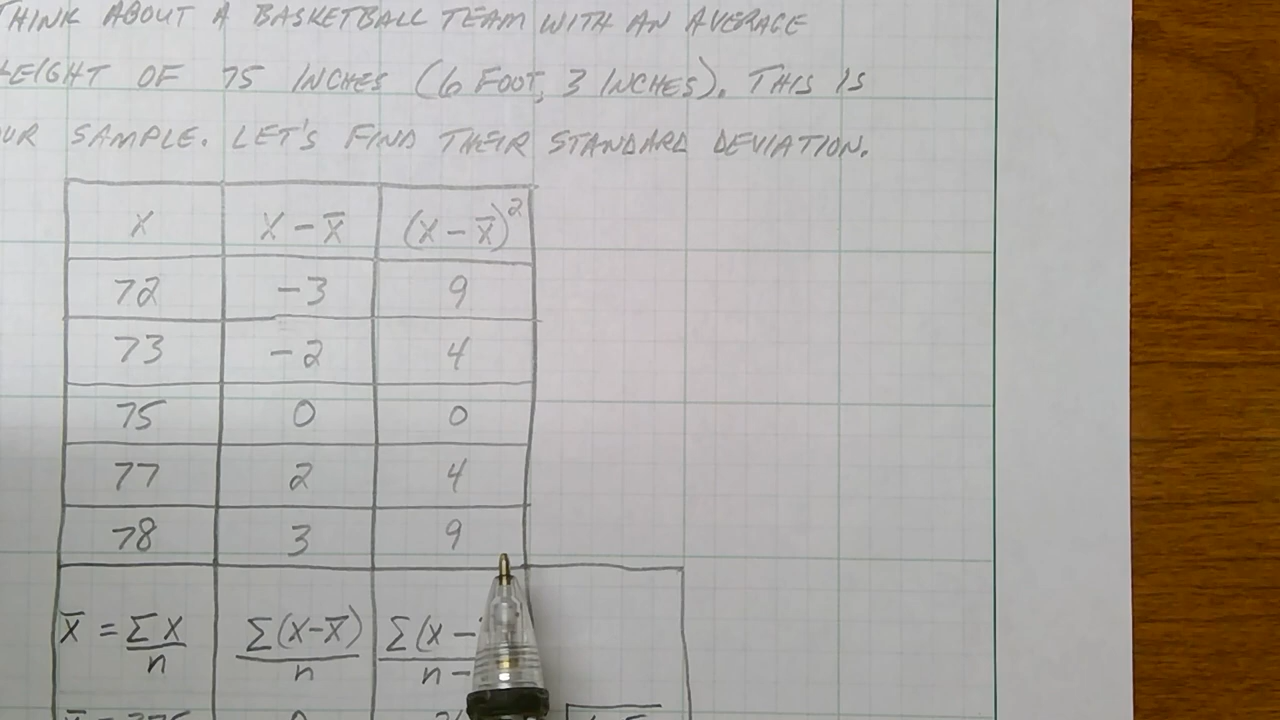 THINK ABOUT A BASKETBALL TEAM WITH AN AVERAGE
HEIGHT OF 75 INCHES (6 FOOT, 3 INCHES). THIS IS
OUR SAMPLE. LET'S FIND THEIR STANDARD DEVIATION.
X X - X̅ (X - X̅)²
72 -3 9
73 -2 4
75 0 0
77 2 4
78 3 9
X̅ = ΣX/n Σ(X-X̅)/n Σ(X-/n-